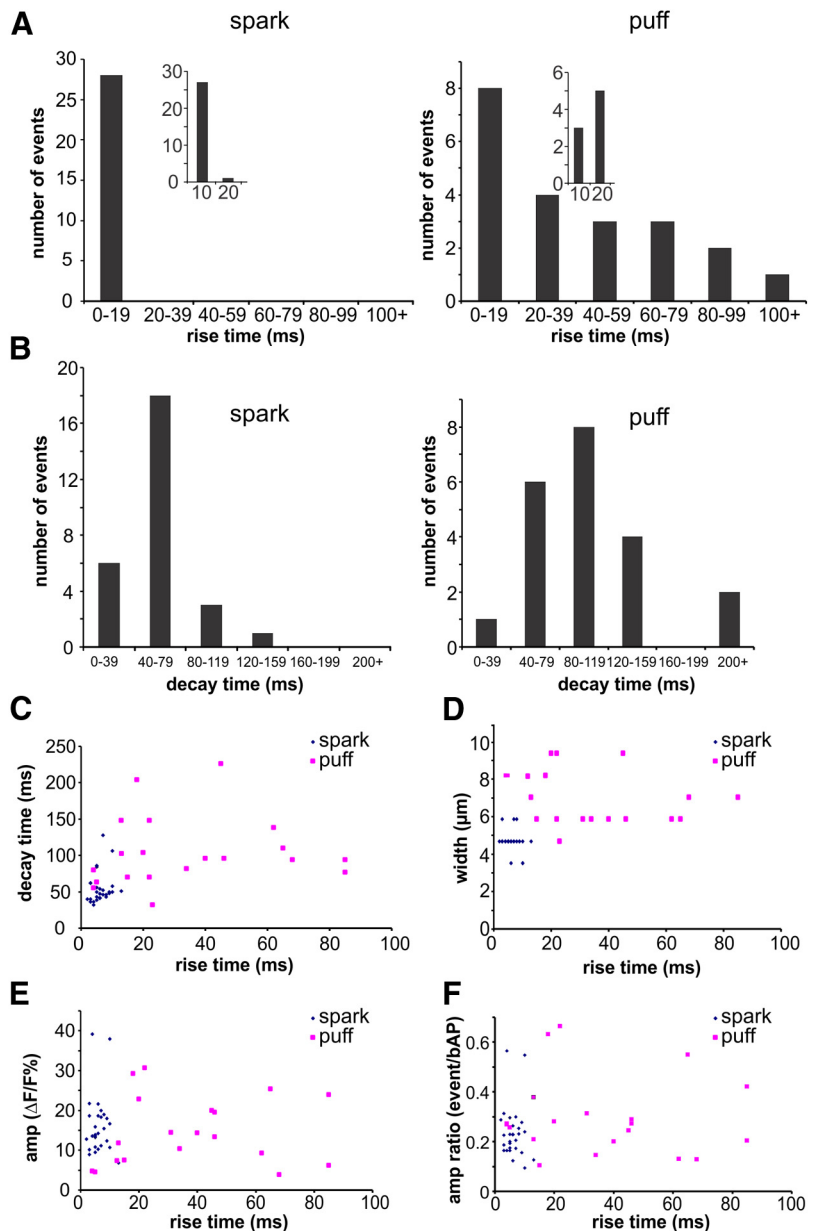 A
spark
puff
number of events
30
25
20
15
10
5
0
30
20
10
0
10 20
0-19 20-39 40-59 60-79 80-99 100+
rise time (ms)
number of events
8
6
4
2
0
6
4
2
0
10 20
0-19 20-39 40-59 60-79 80-99 100+
rise time (ms)
B
spark
number of events
20
16
12
8
4
0
0-39 40-79 80-119 120-159 160-199 200+
decay time (ms)
puff
number of events
8
6
4
2
0
0-39 40-79 80-119 120-159 160-199 200+
decay time (ms)
C
spark
puff
decay time (ms)
250
200
150
100
50
0
0 20 40 60 80 100
rise time (ms)
D
spark
puff
width (µm)
10
8
6
4
2
0
0 20 40 60 80 100
rise time (ms)
E
spark
puff
amp (ΔF/F%)
40
30
20
10
0
0 20 40 60 80 100
rise time (ms)
F
spark
puff
amp ratio (event/bAP)
0.6
0.4
0.2
0
0 20 40 60 80 100
rise time (ms)